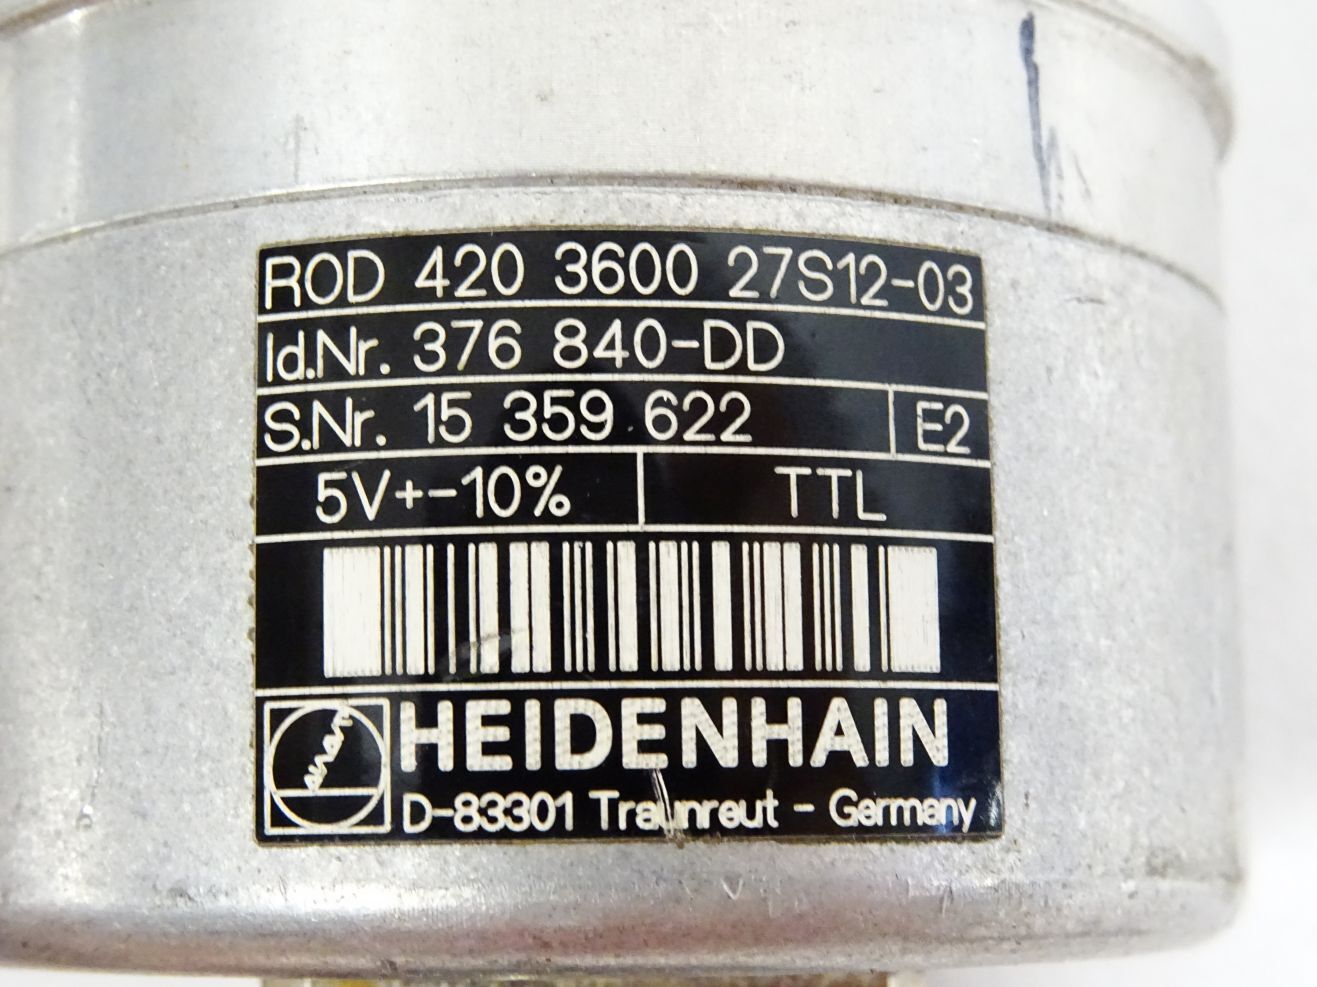 ROD 420 3600 27S12-03
Id.Nr. 376 840-DD
S.Nr. 15 359 622 E2
5V+-10% TTL
HEIDENHAIN
D-83301 Traunreut - Germany